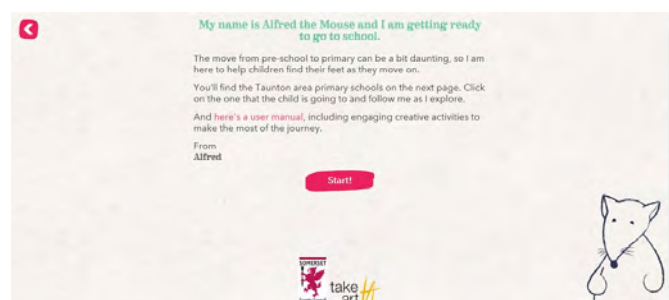 My name is Alfred the Mouse and I am getting ready
to go to school.
The move from pre-school to primary can be a bit daunting, so I am
here to help children find their feet as they move on.
You'll find the Taunton area primary schools on the next page. Click
on the one that the child is going to and follow me as I explore.
And here's a user manual, including engaging creative activities to
make the most of the journey.
From
Alfred
Start!
SOMERSET
take
art